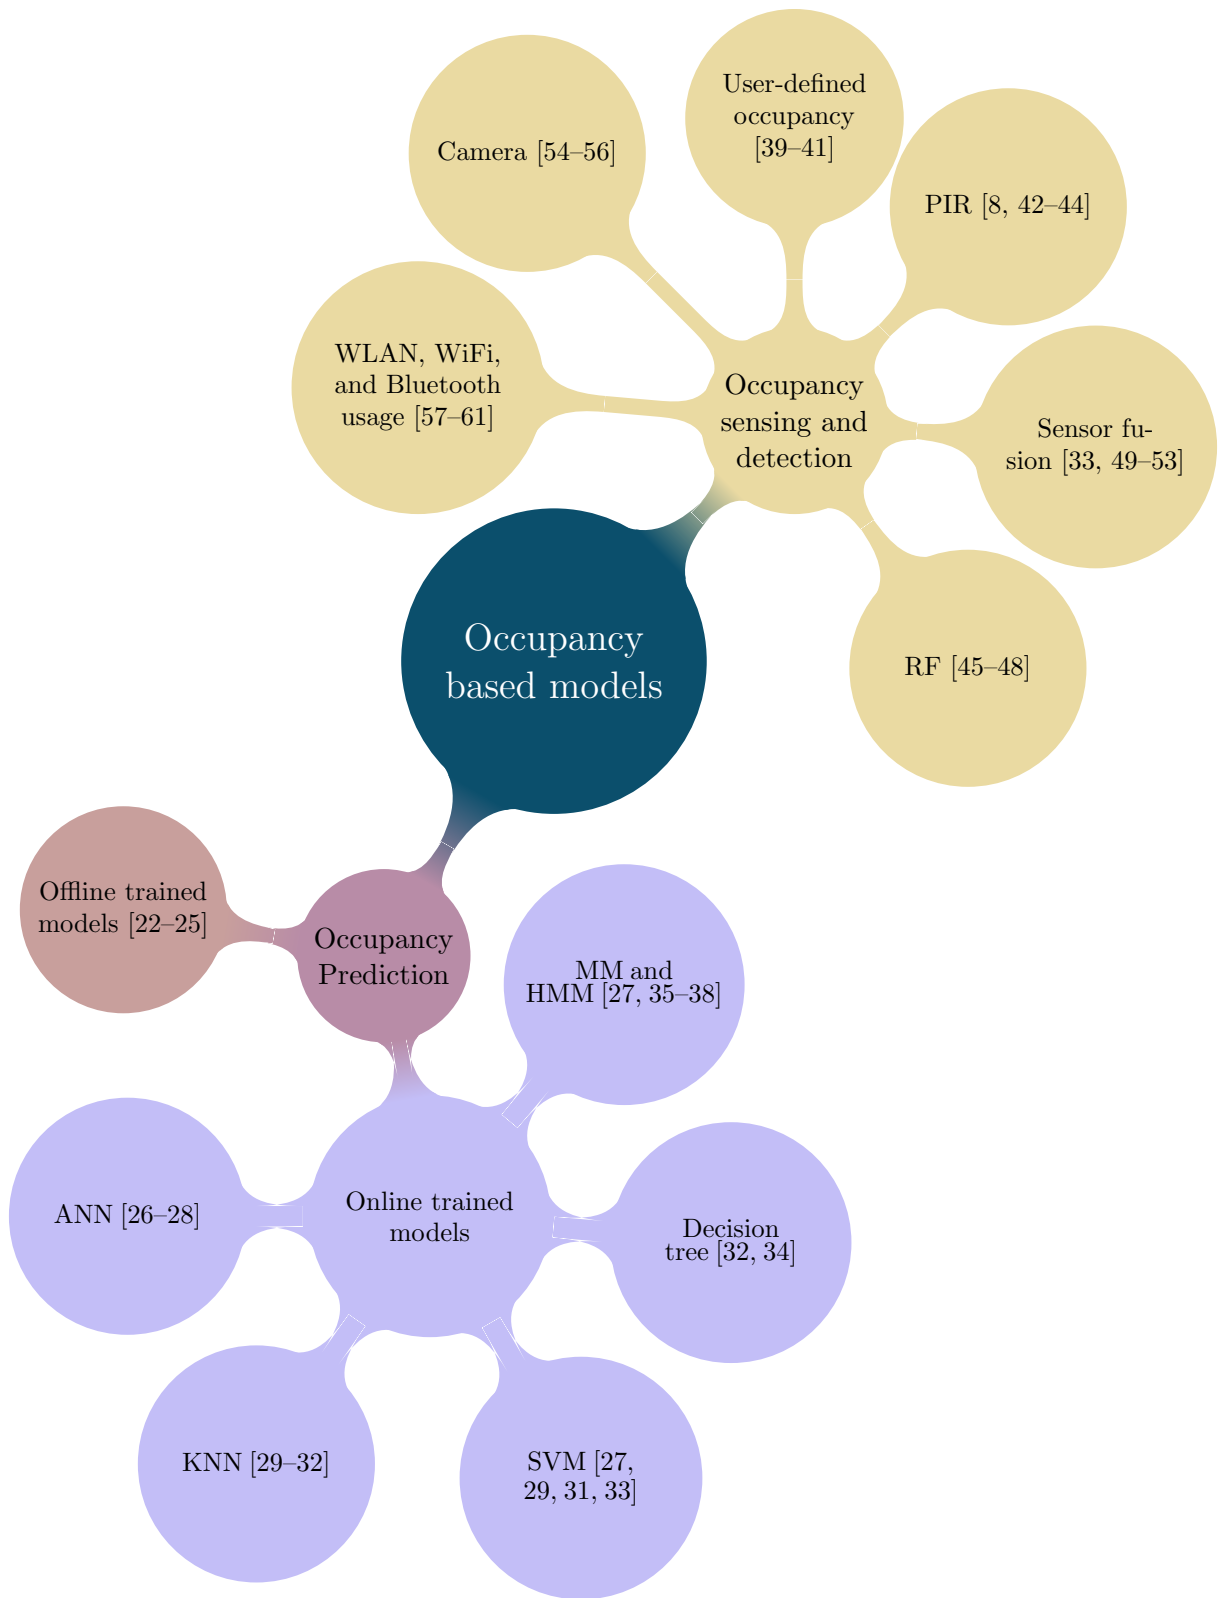 User-defined
occupancy
[39–41]
Camera [54–56]
PIR [8, 42–44]
WLAN, WiFi,
and Bluetooth
usage [57–61]
Occupancy
sensing and
detection
Sensor fu-
sion [33, 49–53]
Occupancy
based models
RF [45–48]
Offline trained
models [22–25]
Occupancy
Prediction
MM and
HMM [27, 35–38]
ANN [26–28]
Online trained
models
Decision
tree [32, 34]
KNN [29–32]
SVM [27,
29, 31, 33]